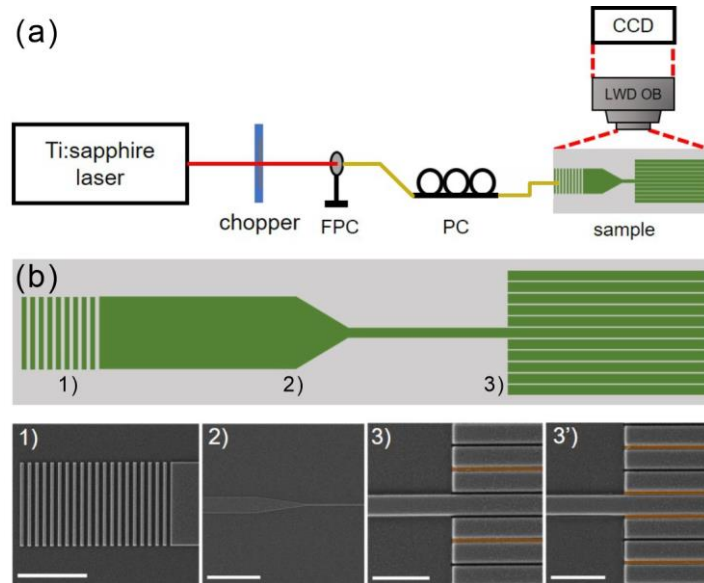 (a)
CCD
LWD OB
Ti:sapphire
laser
chopper
FPC
PC
sample
(b)
1)
2)
3)
1)
2)
3)
3')